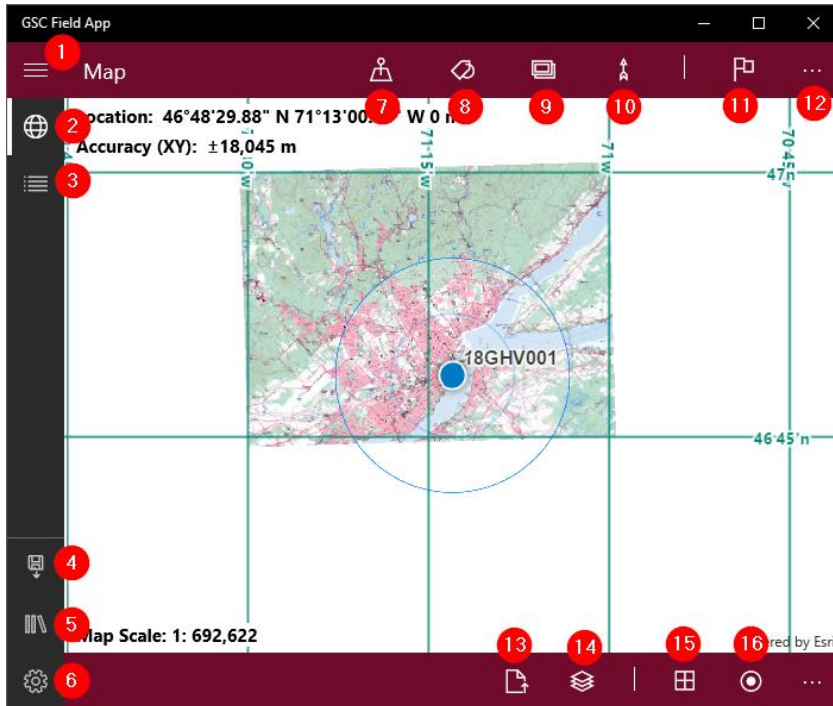 GSC Field App
1
Map
7
8
9
10
11
12
2
3
Location: 46°48'29.88" N 71°13'00. W 0 m
Accuracy (XY): ±18,045 m
71°15'w
71°w
70°45'
47°n
18GHV001
46°45'n
4
5
6
Map Scale: 1: 692,622
13
14
15
16
red by Esri